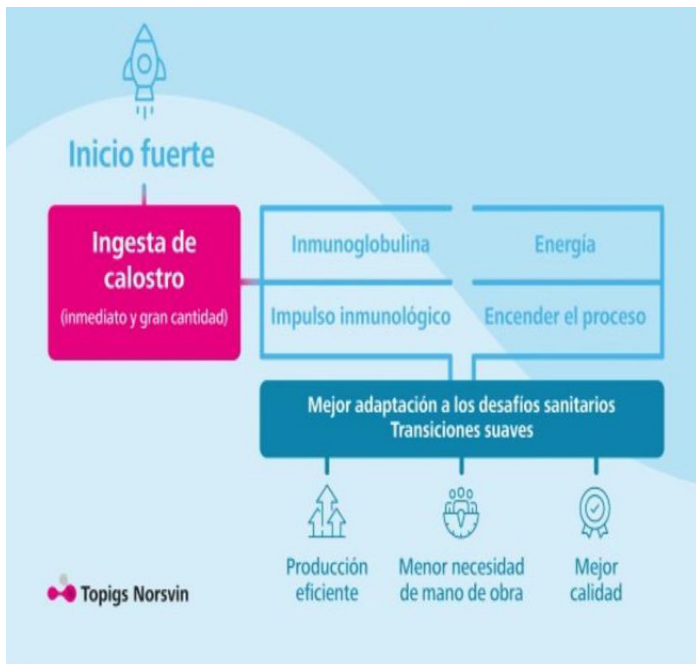 Inicio fuerte
Ingesta de
calostro
(inmediato y gran cantidad)
Inmunoglobulina
Energía
Impulso inmunológico
Encender el proceso
Mejor adaptación a los desafíos sanitarios
Transiciones suaves
Producción
eficiente
Menor necesidad
de mano de obra
Mejor
calidad
Topigs Norsvin